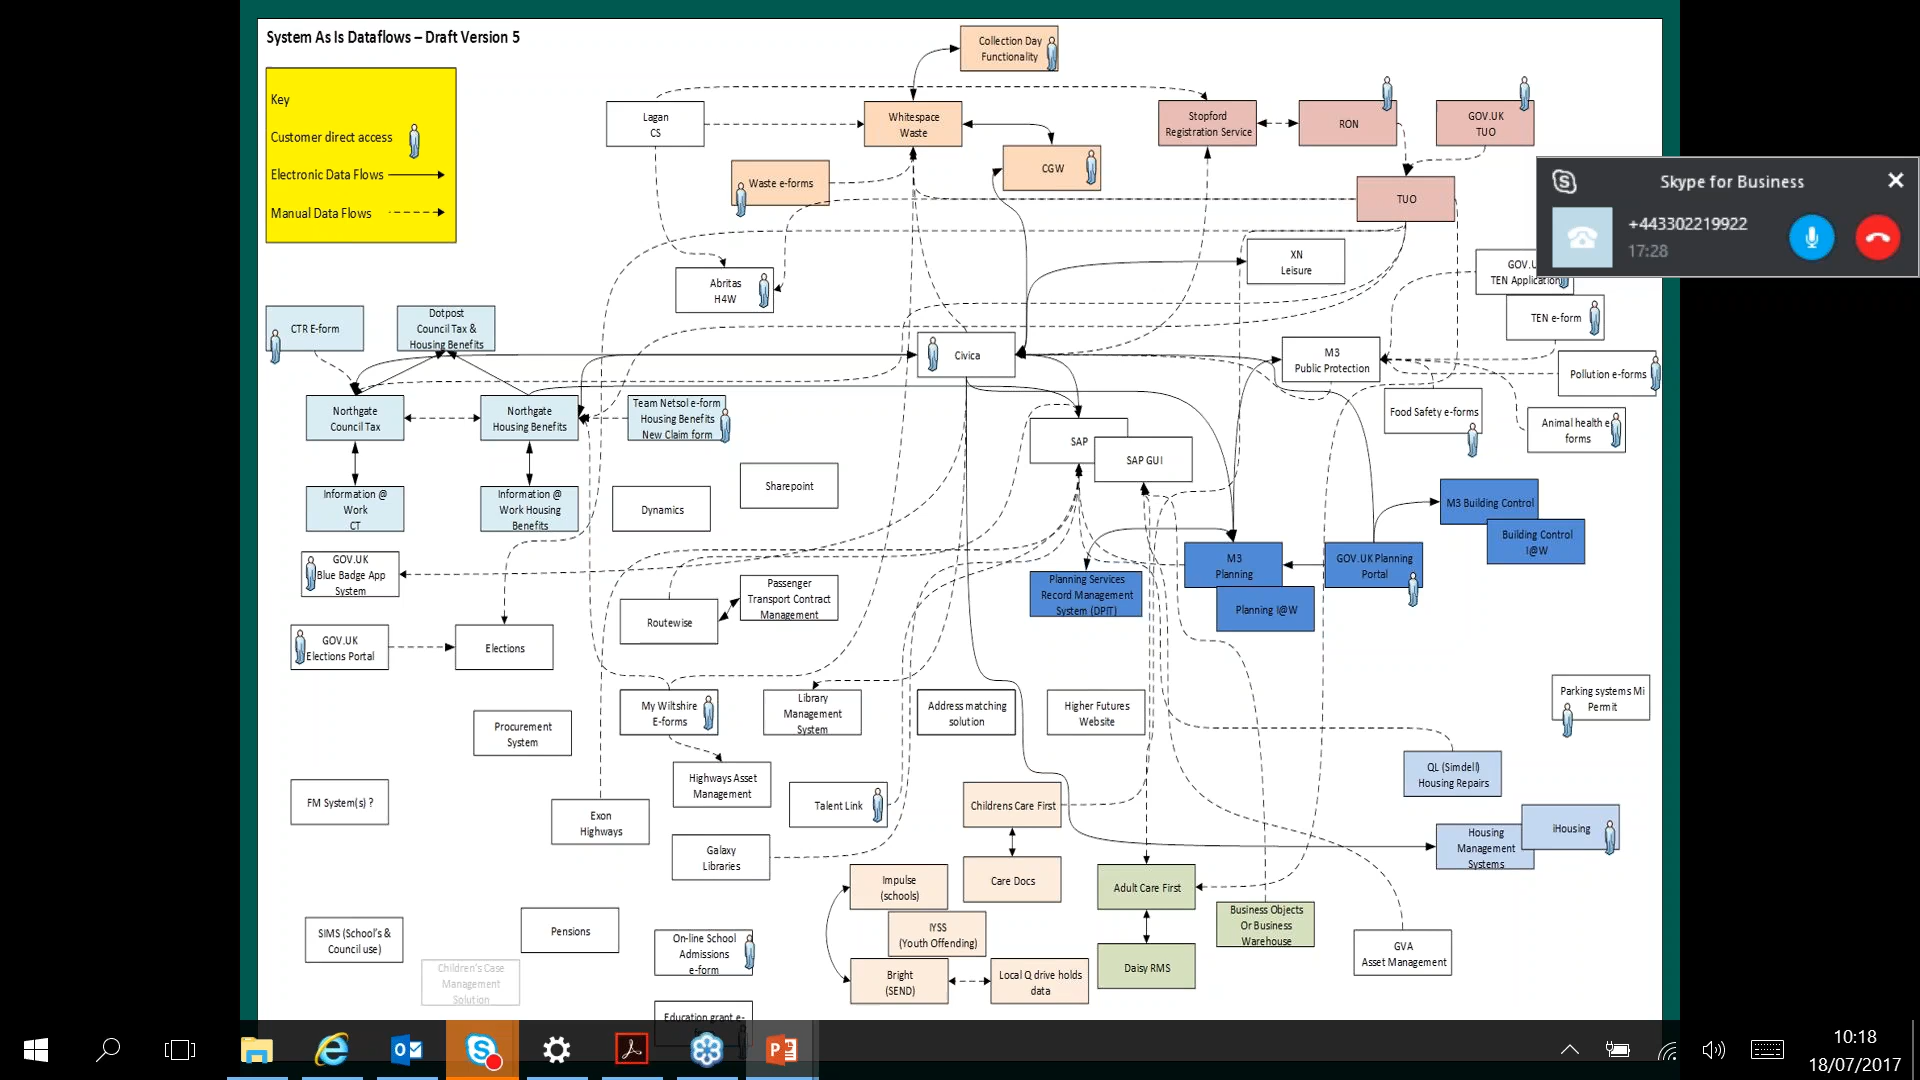 System As Is Dataflows – Draft Version 5
Key
Customer direct access
Electronic Data Flows
Manual Data Flows
Collection Day
Functionality
Lagan
CS
Whitespace
Waste
Stopford
Registration Service
RON
GOV.UK
TUO
Waste e-forms
CGW
TUO
Skype for Business
+443302219922
17:28
Abritas
H4W
XN
Leisure
TEN Application
TEN e-form
CTR E-form
Dotpost
Council Tax &
Housing Benefits
Civica
M3
Public Protection
Pollution e-forms
Northgate
Council Tax
Northgate
Housing Benefits
Team Netsol e-form
Housing Benefits
New Claim form
SAP
SAP GUI
Food Safety e-forms
Animal health e
forms
Information @
Work
CT
Information @
Work Housing
Benefits
Dynamics
Sharepoint
M3 Building Control
Building Control
I@W
GOV.UK
Blue Badge App
System
Passenger
Transport Contract
Management
Routewise
Planning Services
Record Management
System (DPIT)
M3
Planning
Planning I@W
GOV.UK Planning
Portal
GOV.UK
Elections Portal
Elections
My Wiltshire
E-forms
Library
Management
System
Address matching
solution
Higher Futures
Website
Parking systems Mi
Permit
Procurement
System
Highways Asset
Management
QL (Simdell)
Housing Repairs
FM System(s) ?
Exon
Highways
Talent Link
Childrens Care First
Housing
Management
Systems
iHousing
Galaxy
Libraries
Impulse
(schools)
Care Docs
Adult Care First
IYSS
(Youth Offending)
Business Objects
Or Business
Warehouse
SIMS (School's &
Council use)
Pensions
On-line School
Admissions
e-form
Bright
(SEND)
Local Q drive holds
data
Daisy RMS
GVA
Asset Management
Children's Case
Management
Solution
Education grant e-
10:18
18/07/2017